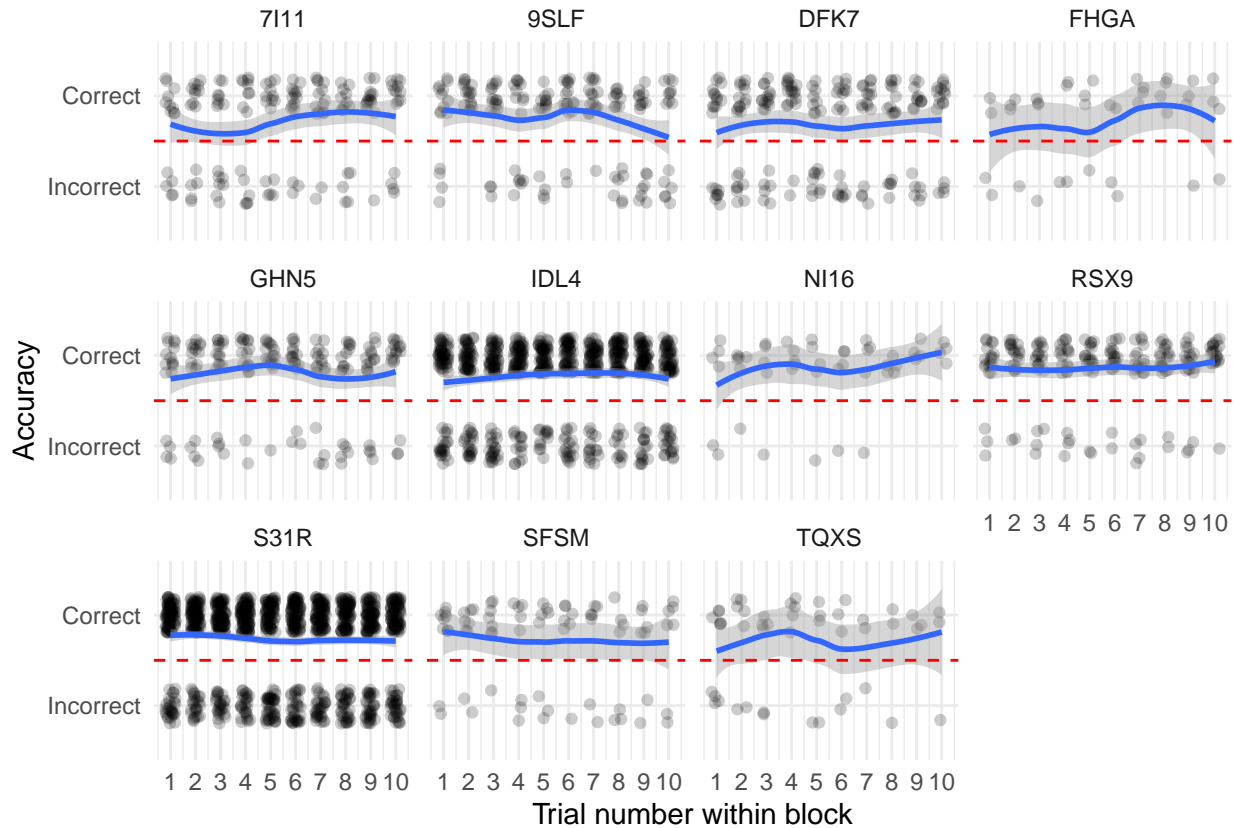 7I11 9SLF DFK7 FHGA
Correct
Incorrect
GHN5 IDL4 NI16 RSX9
Correct
Incorrect
1 2 3 4 5 6 7 8 9 10
S31R SFSM TQXS
Correct
Incorrect
1 2 3 4 5 6 7 8 9 10 1 2 3 4 5 6 7 8 9 10 1 2 3 4 5 6 7 8 9 10
Trial number within block
Accuracy